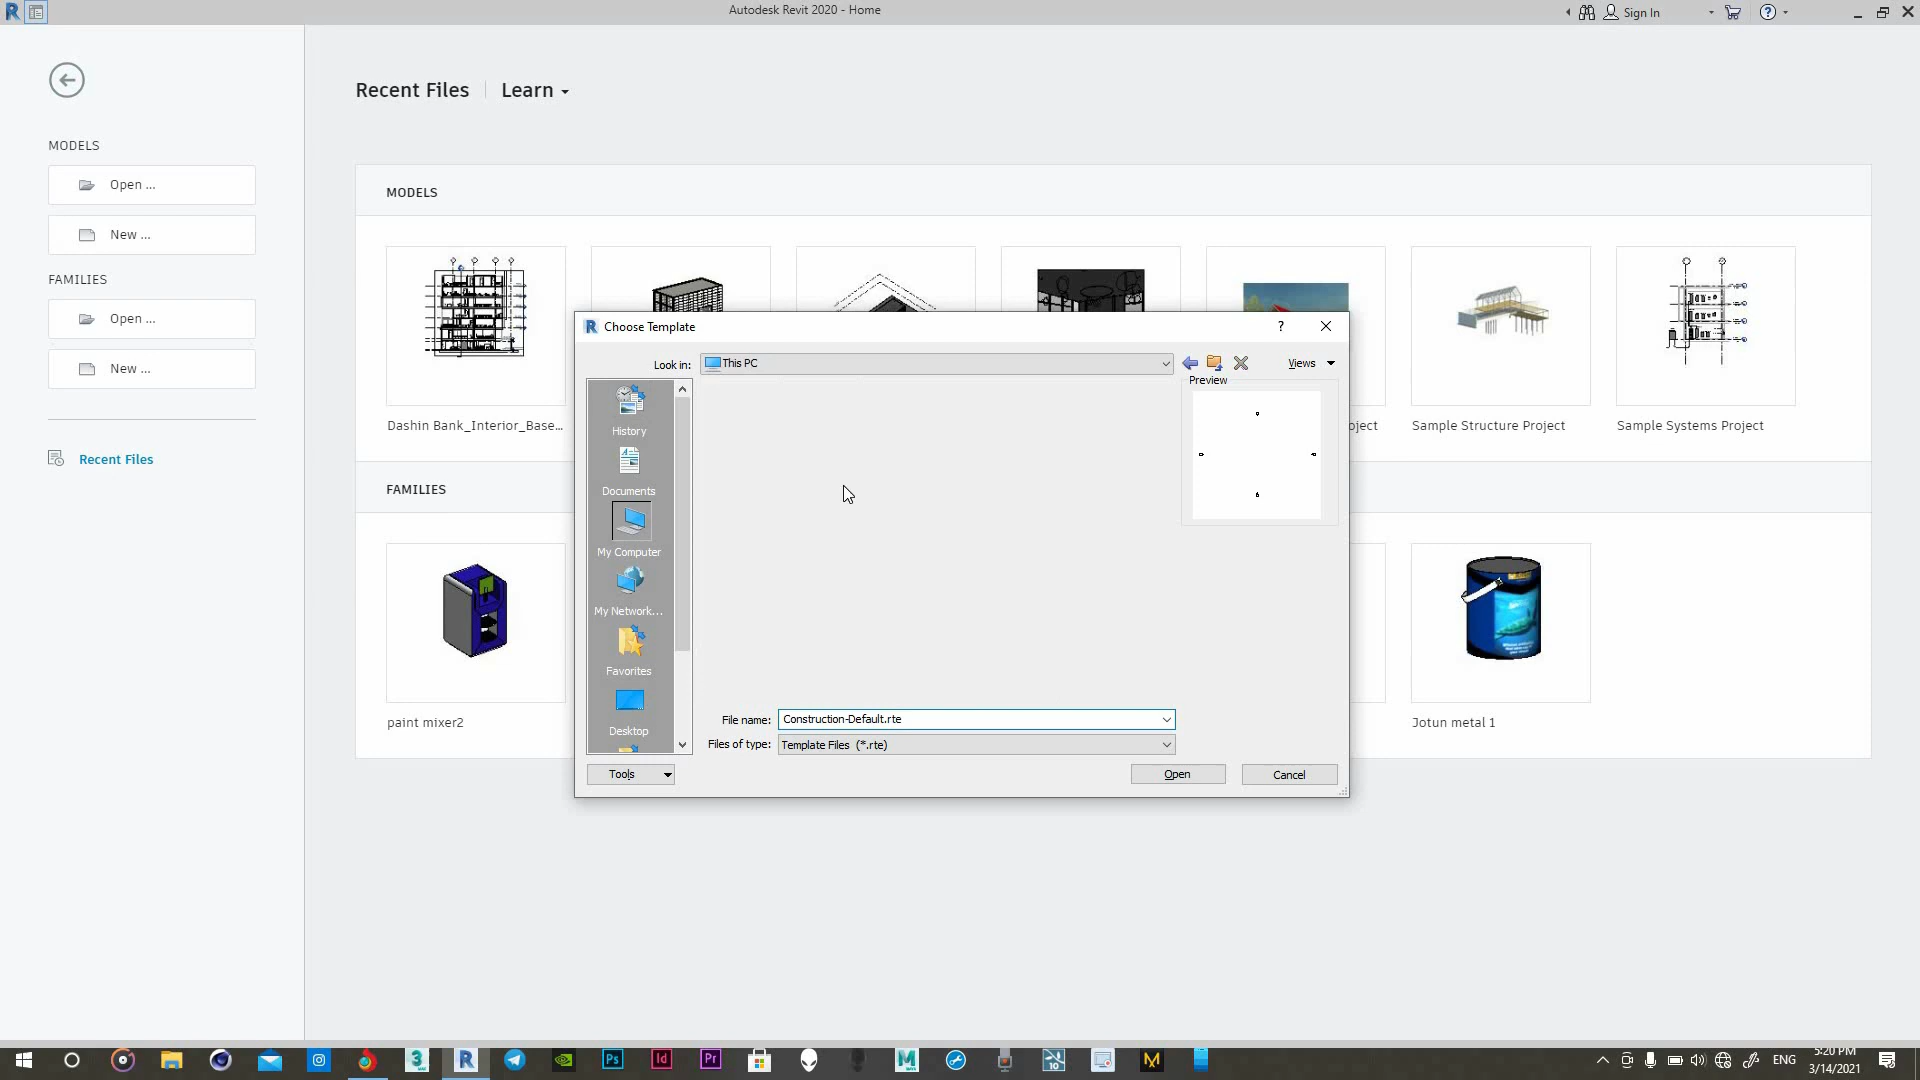 Autodesk Revit 2020 - Home
Sign In
Recent Files
Learn
MODELS
Open ...
New ...
FAMILIES
Open ...
New ...
Recent Files
MODELS
Dashin Bank_Interior_Base...
oject
Sample Structure Project
Sample Systems Project
FAMILIES
paint mixer2
Jotun metal 1
Choose Template
?
Look in:
This PC
Views
Preview
History
Documents
My Computer
My Network...
Favorites
Desktop
File name:
Construction-Default.rte
Files of type:
Template Files (*.rte)
Tools
Open
Cancel
ENG
5:20 PM
3/14/2021